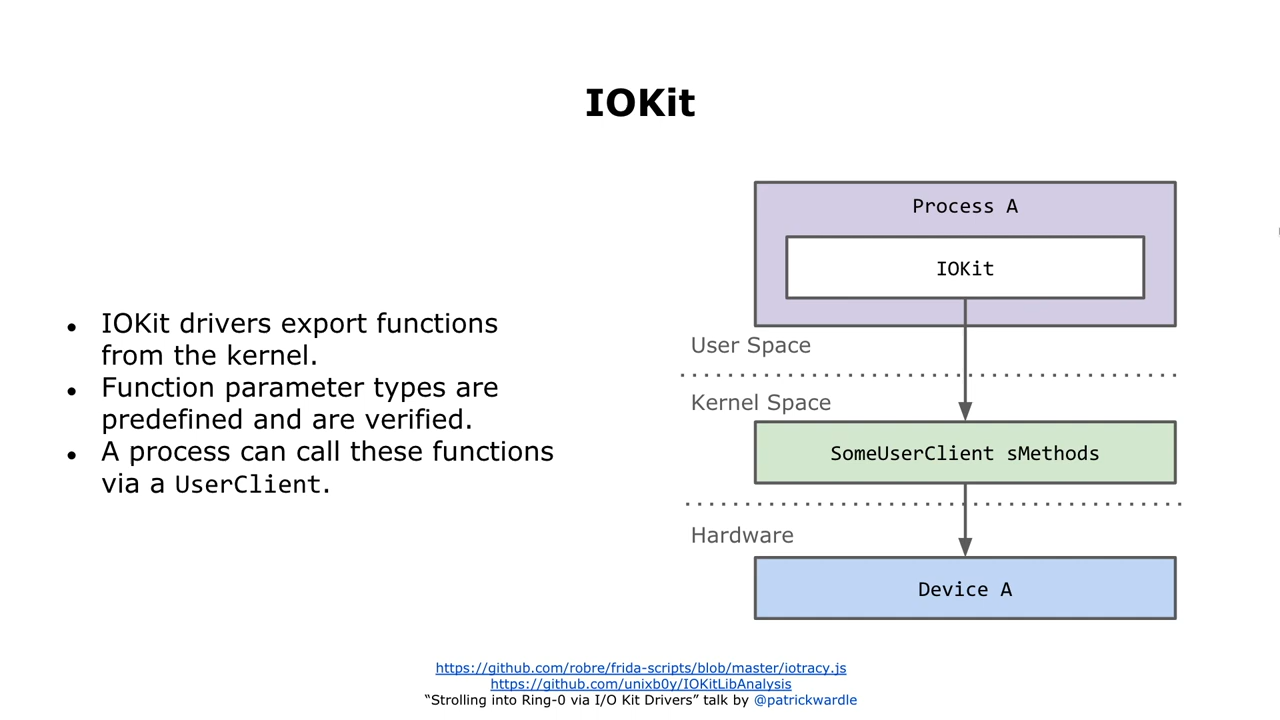 IOKit
● IOKit drivers export functions
from the kernel.
● Function parameter types are
predefined and are verified.
● A process can call these functions
via a UserClient.
Process A
IOKit
User Space
Kernel Space
SomeUserClient sMethods
Hardware
Device A
https://github.com/robre/frida-scripts/blob/master/iotracy.js
https://github.com/unixb0y/IOKitLibAnalysis
“Strolling into Ring-0 via I/O Kit Drivers” talk by @patrickwardle